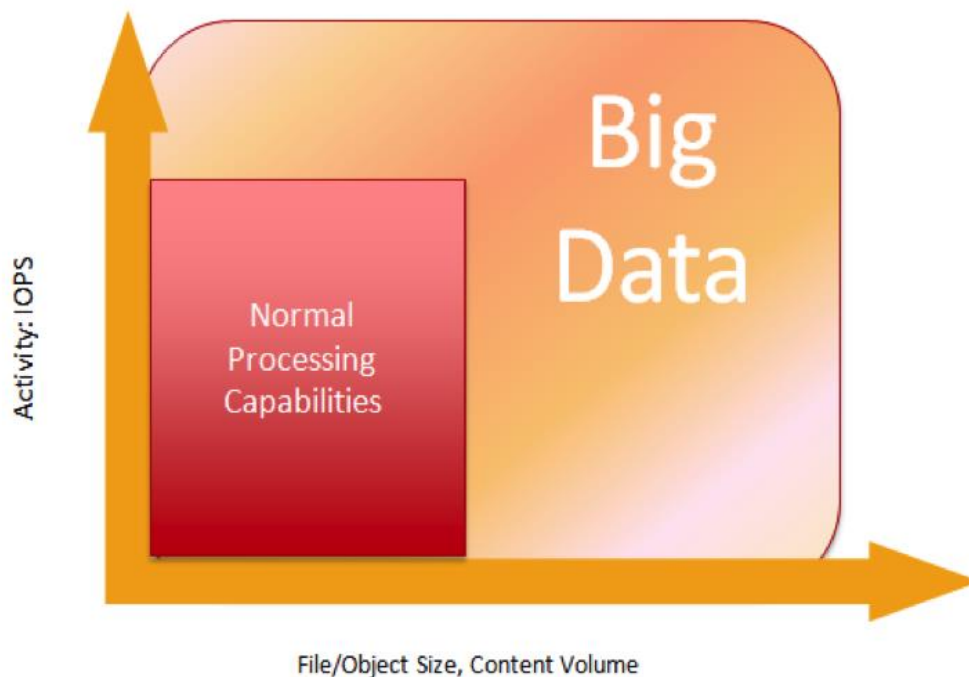 Big
Data
Activity: IOPS
Normal
Processing
Capabilities
File/Object Size, Content Volume